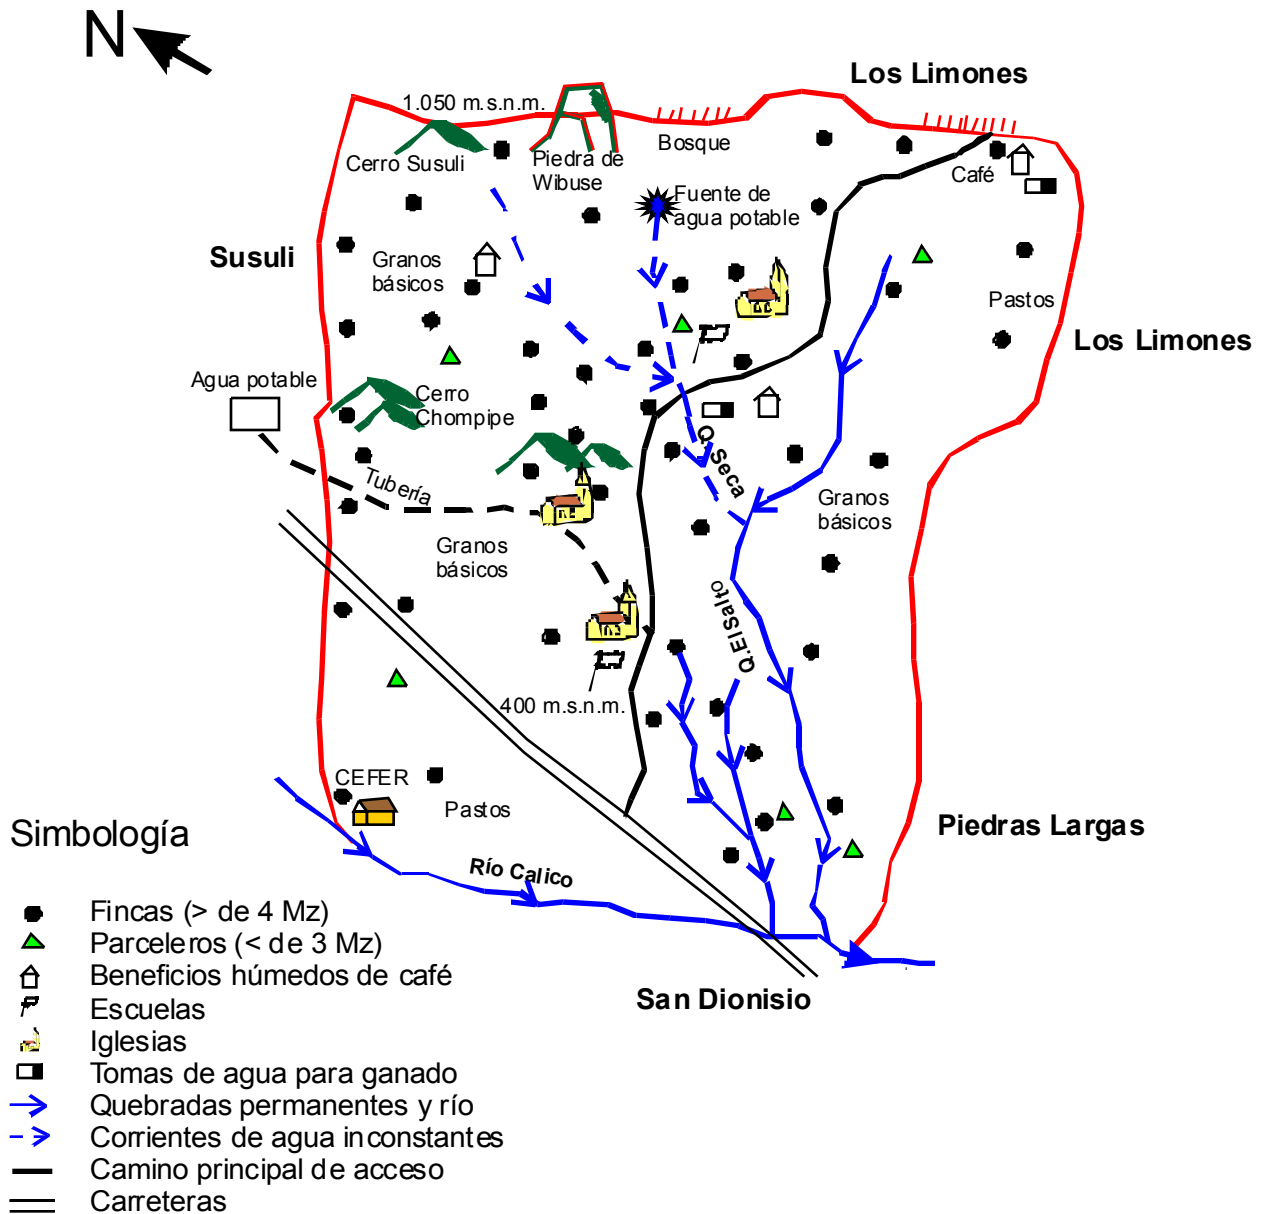 N
Los Limones
1.050 m.s.n.m.
Bosque
Cerro Susuli
Piedra de
Wibuse
Café
Fuente de
agua potable
Susuli
Granos
básicos
Pastos
Los Limones
Agua potable
Cerro
Chompipe
Q. Seca
Tubería
Granos
básicos
Granos
básicos
Q.El Salto
400 m.s.n.m.
CEFER
Pastos
Piedras Largas
Río Calico
San Dionisio
Simbología
Fincas (> de 4 Mz)
Parceleros (< de 3 Mz)
Beneficios húmedos de café
Escuelas
Iglesias
Tomas de agua para ganado
Quebradas permanentes y río
Corrientes de agua inconstantes
Camino principal de acceso
Carreteras